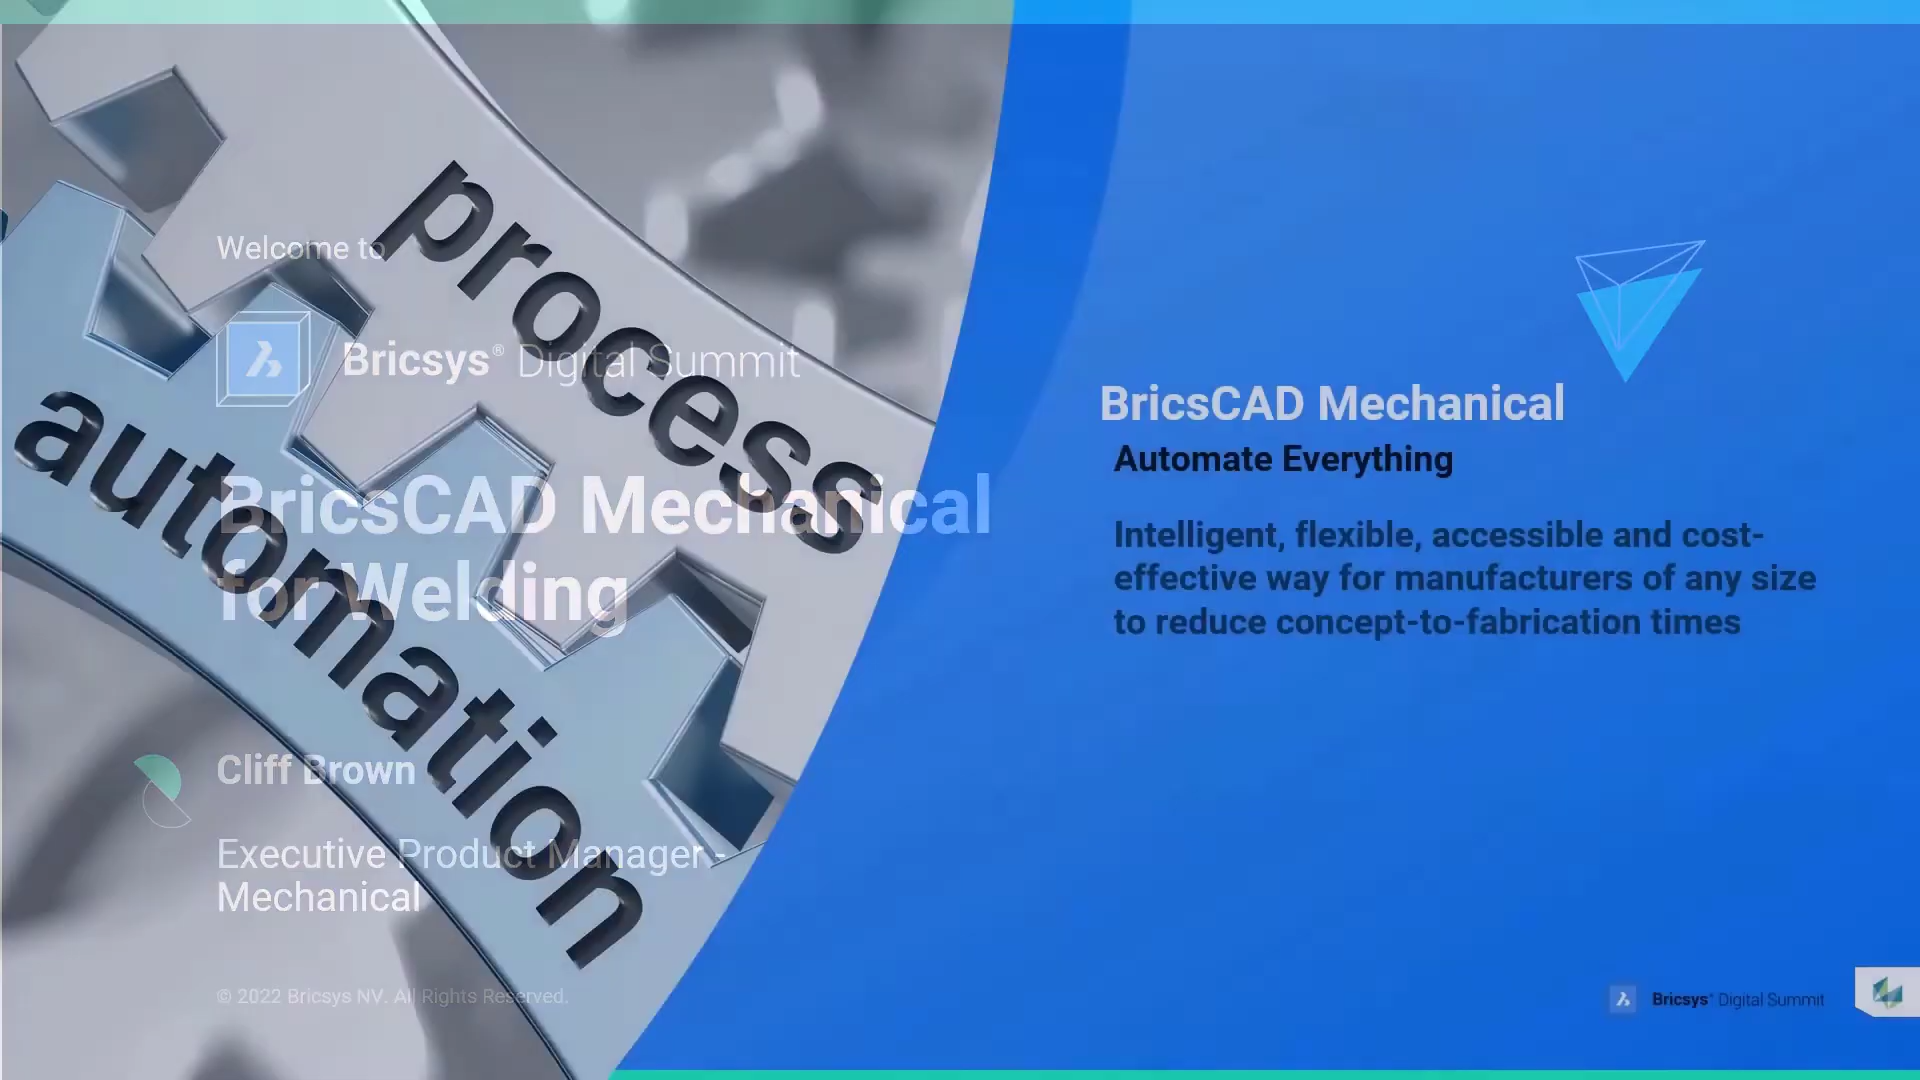 Welcome to
Bricsys® Digital Summit
BricsCAD Mechanical
for Welding
Cliff Brown
Executive Product Manager -
Mechanical
© 2022 Bricsys NV. All Rights Reserved.
process
automation
BricsCAD Mechanical
Automate Everything
Intelligent, flexible, accessible and cost-
effective way for manufacturers of any size
to reduce concept-to-fabrication times
Bricsys® Digital Summit